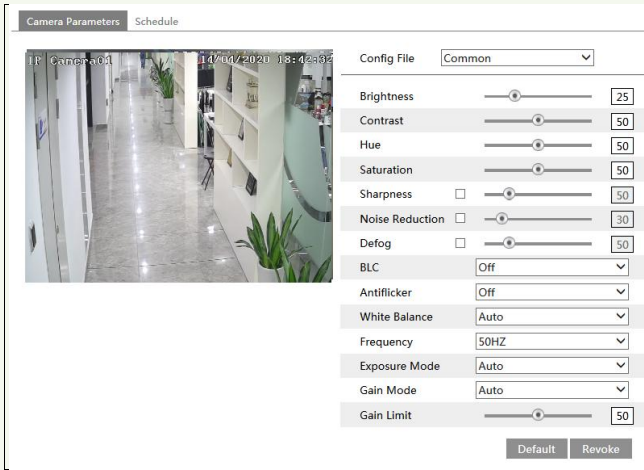 Camera Parameters Schedule
IP Camera01 14/04/2020 18:42:32
Config File Common
Brightness 25
Contrast 50
Hue 50
Saturation 50
Sharpness 50
Noise Reduction 30
Defog 50
BLC Off
Antiflicker Off
White Balance Auto
Frequency 50HZ
Exposure Mode Auto
Gain Mode Auto
Gain Limit 50
Default Revoke